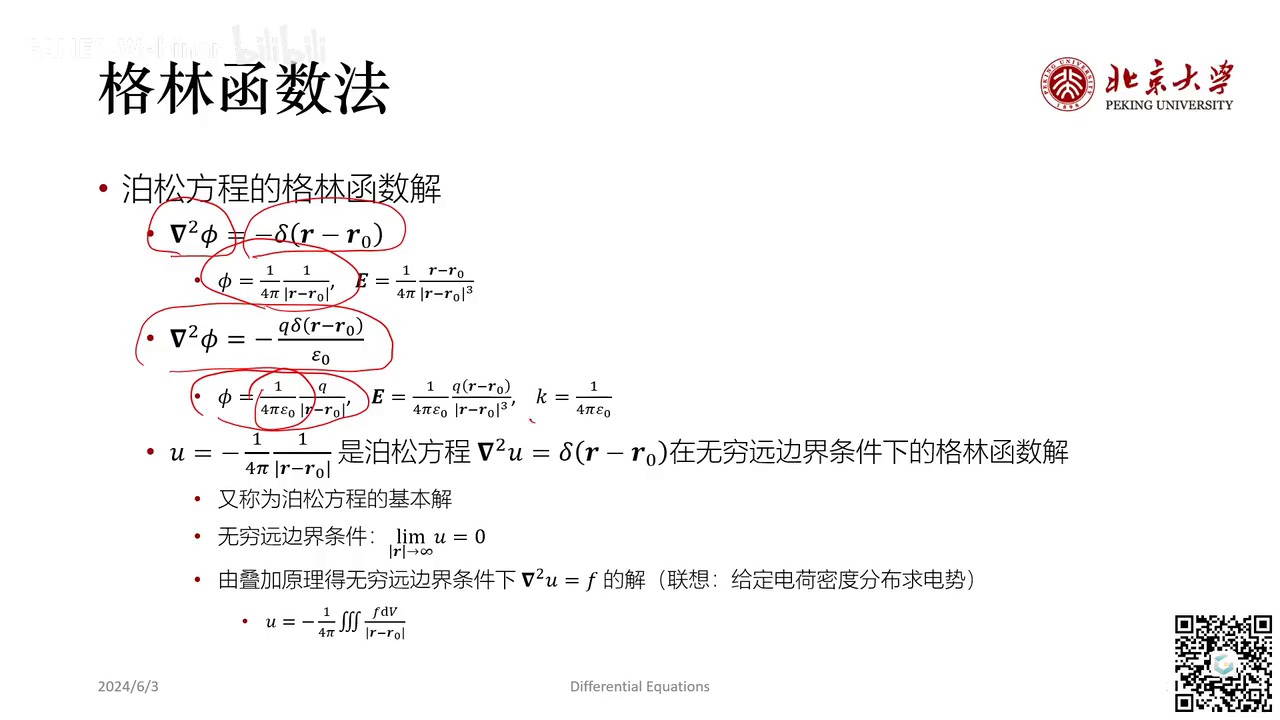 bilibili
格林函数法
北京大学
PEKING UNIVERSITY
PEKING UNIVERSITY 1898
• 泊松方程的格林函数解
• ∇²ϕ = −δ(r − r₀)
• ϕ = 1/4π 1/|r−r₀|, E = 1/4π r−r₀/|r−r₀|³
• ∇²ϕ = − qδ(r−r₀)/ε₀
• ϕ = 1/4πε₀ q/|r−r₀|, E = 1/4πε₀ q(r−r₀)/|r−r₀|³, k = 1/4πε₀
• u = − 1/4π 1/|r−r₀| 是泊松方程 ∇²u = δ(r − r₀)在无穷远边界条件下的格林函数解
• 又称为泊松方程的基本解
• 无穷远边界条件：lim |r|→∞ u = 0
• 由叠加原理得无穷远边界条件下 ∇²u = f 的解（联想：给定电荷密度分布求电势）
• u = − 1/4π ∭ fdV/|r−r₀|
2024/6/3
Differential Equations